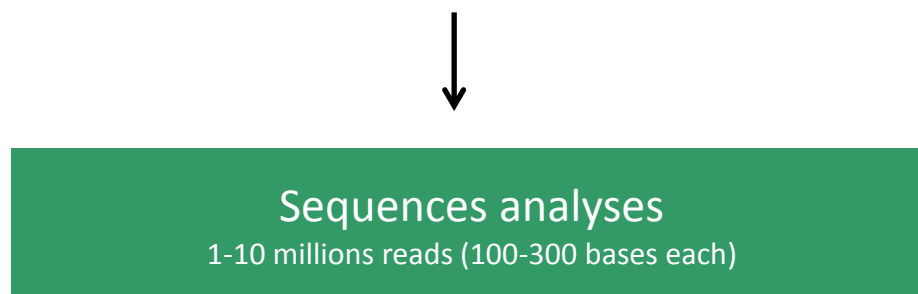 Sequences analyses
1-10 millions reads (100-300 bases each)